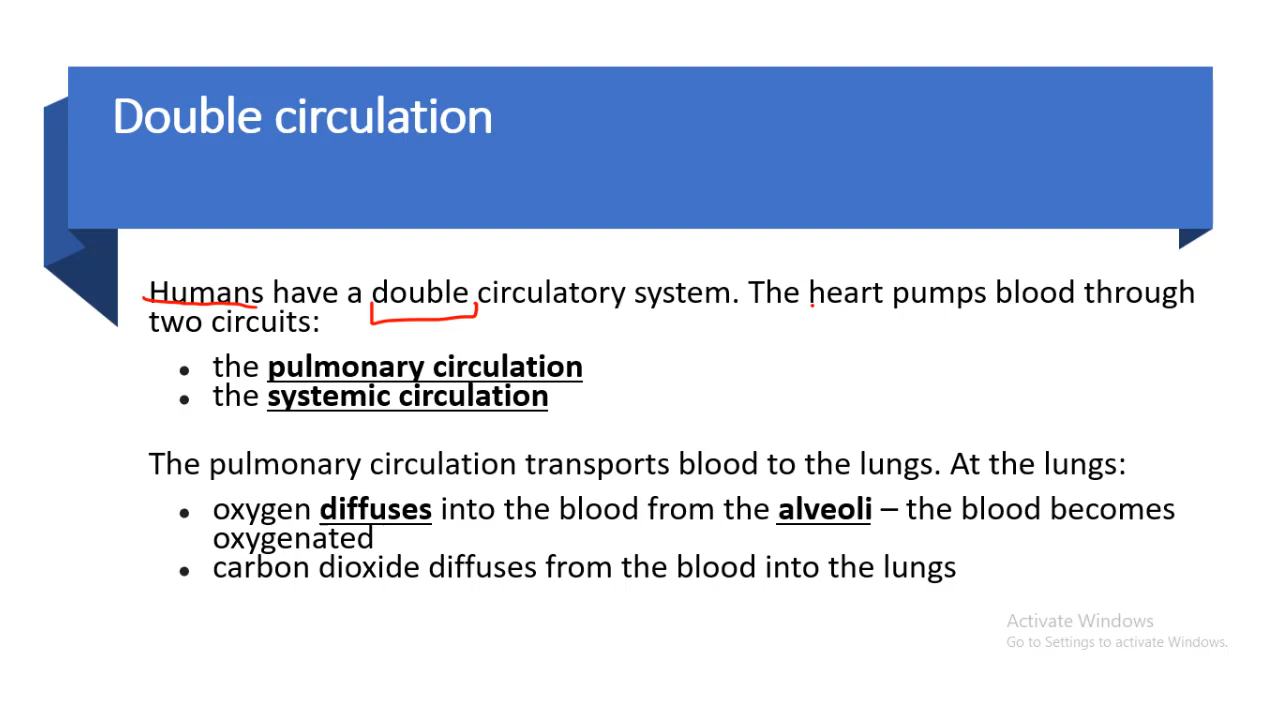 Double circulation
Humans have a double circulatory system. The heart pumps blood through
two circuits:
• the pulmonary circulation
• the systemic circulation
The pulmonary circulation transports blood to the lungs. At the lungs:
• oxygen diffuses into the blood from the alveoli – the blood becomes
oxygenated
• carbon dioxide diffuses from the blood into the lungs
Activate Windows
Go to Settings to activate Windows.